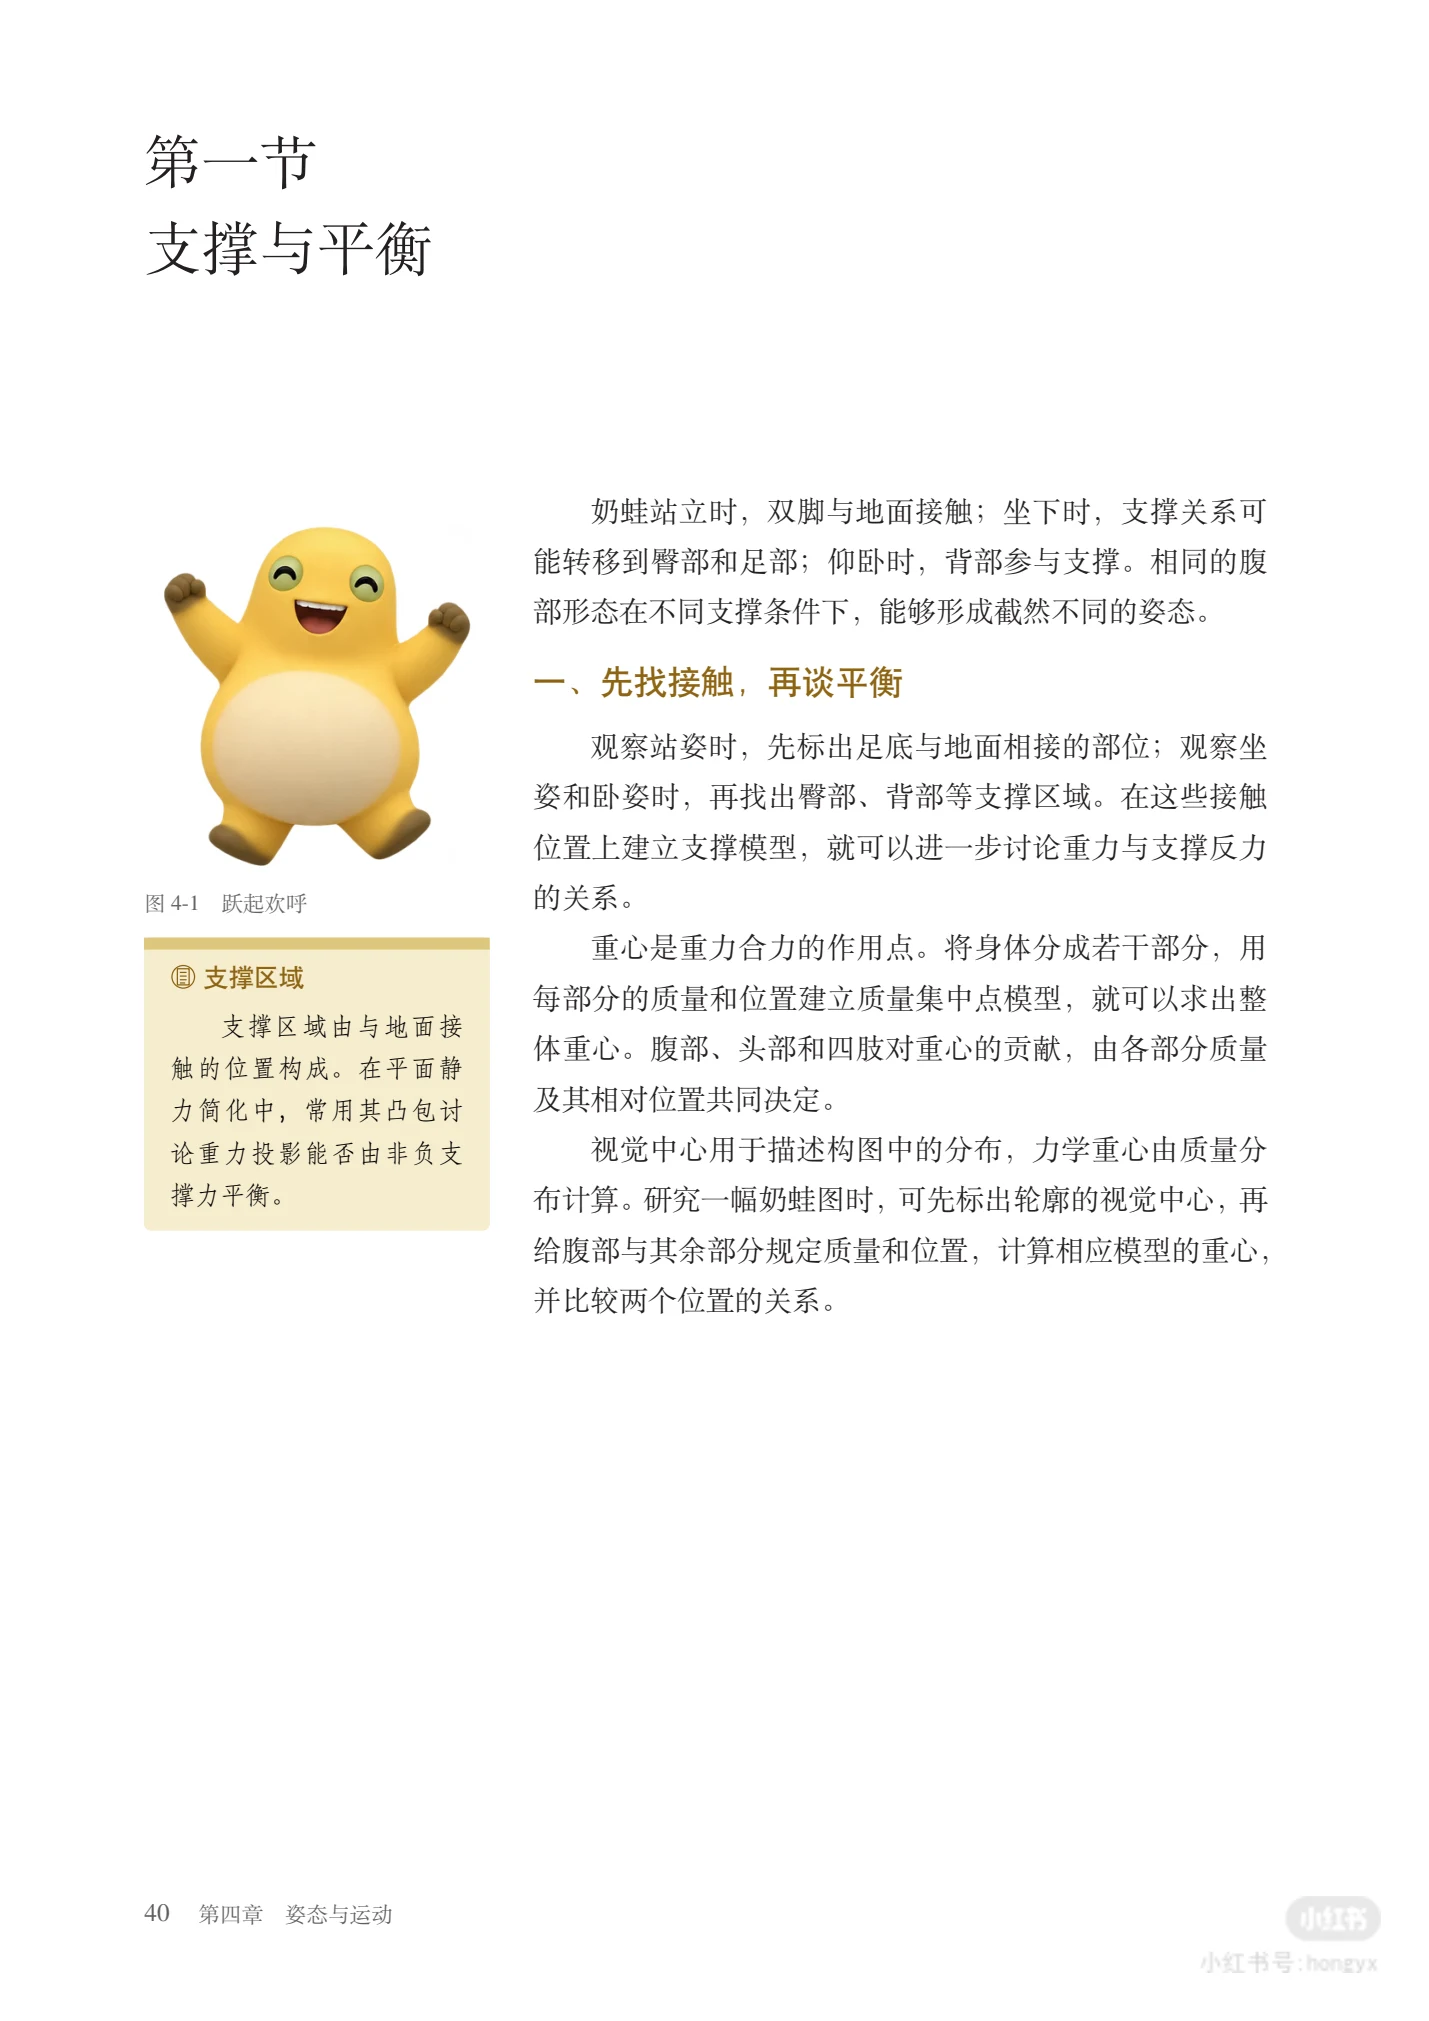 第一节
支撑与平衡
奶蛙站立时，双脚与地面接触；坐下时，支撑关系可
能转移到臀部和足部；仰卧时，背部参与支撑。相同的腹
部形态在不同支撑条件下，能够形成截然不同的姿态。
一、先找接触，再谈平衡
观察站姿时，先标出足底与地面相接的部位；观察坐
姿和卧姿时，再找出臀部、背部等支撑区域。在这些接触
位置上建立支撑模型，就可以进一步讨论重力与支撑反力
的关系。
重心是重力合力的作用点。将身体分成若干部分，用
每部分的质量和位置建立质量集中点模型，就可以求出整
体重心。腹部、头部和四肢对重心的贡献，由各部分质量
及其相对位置共同决定。
视觉中心用于描述构图中的分布，力学重心由质量分
布计算。研究一幅奶蛙图时，可先标出轮廓的视觉中心，再
给腹部与其余部分规定质量和位置，计算相应模型的重心，
并比较两个位置的关系。
图 4-1　跃起欢呼
支撑区域
支撑区域由与地面接
触的位置构成。在平面静
力简化中，常用其凸包讨
论重力投影能否由非负支
撑力平衡。
40　第四章　姿态与运动
小红书
小红书号:hongyx